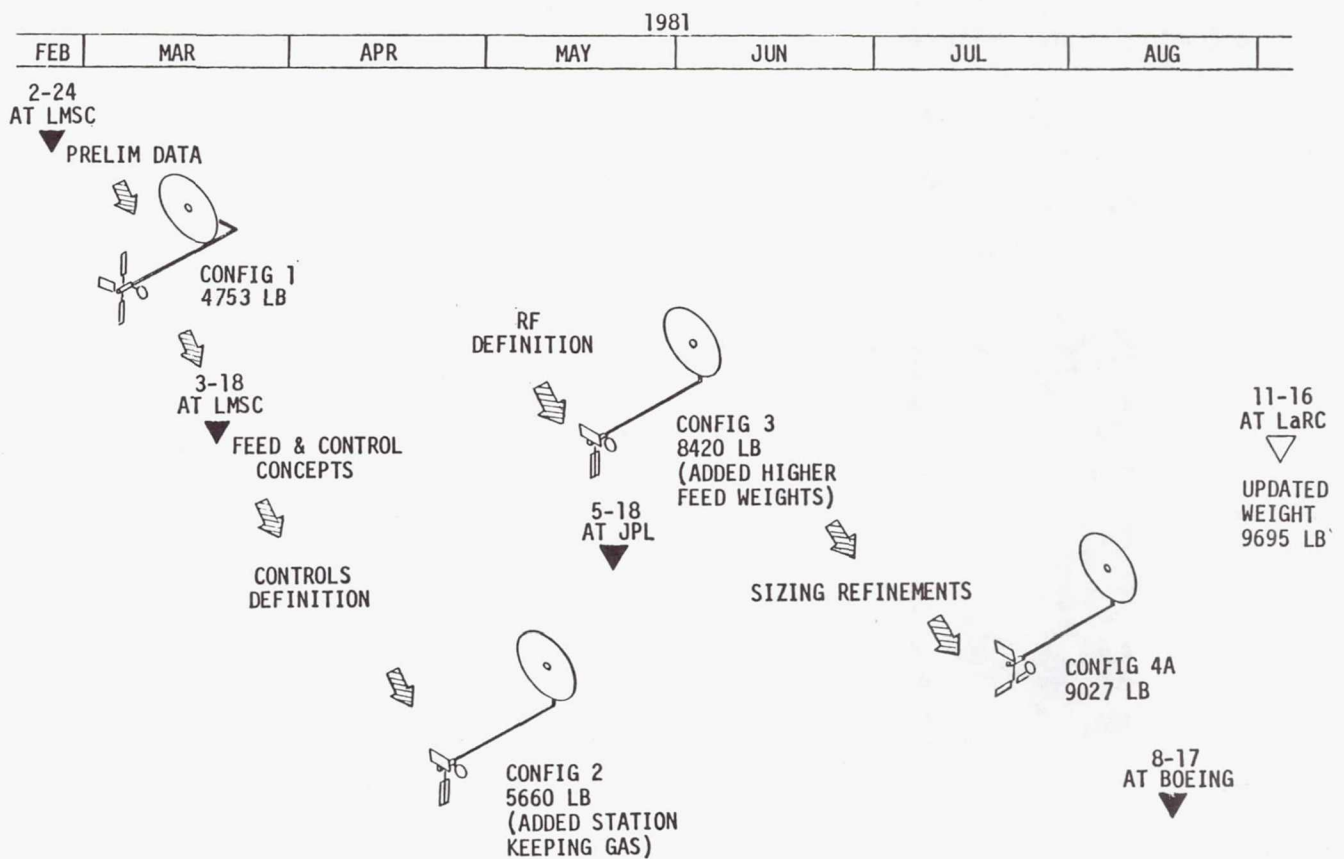 1981
FEB MAR APR MAY JUN JUL AUG
2-24
AT LMSC
PRELIM DATA
CONFIG 1
4753 LB
3-18
AT LMSC
FEED & CONTROL
CONCEPTS
CONTROLS
DEFINITION
CONFIG 2
5660 LB
(ADDED STATION
KEEPING GAS)
RF
DEFINITION
CONFIG 3
8420 LB
(ADDED HIGHER
FEED WEIGHTS)
5-18
AT JPL
SIZING REFINEMENTS
CONFIG 4A
9027 LB
8-17
AT BOEING
11-16
AT LaRC
UPDATED
WEIGHT
9695 LB